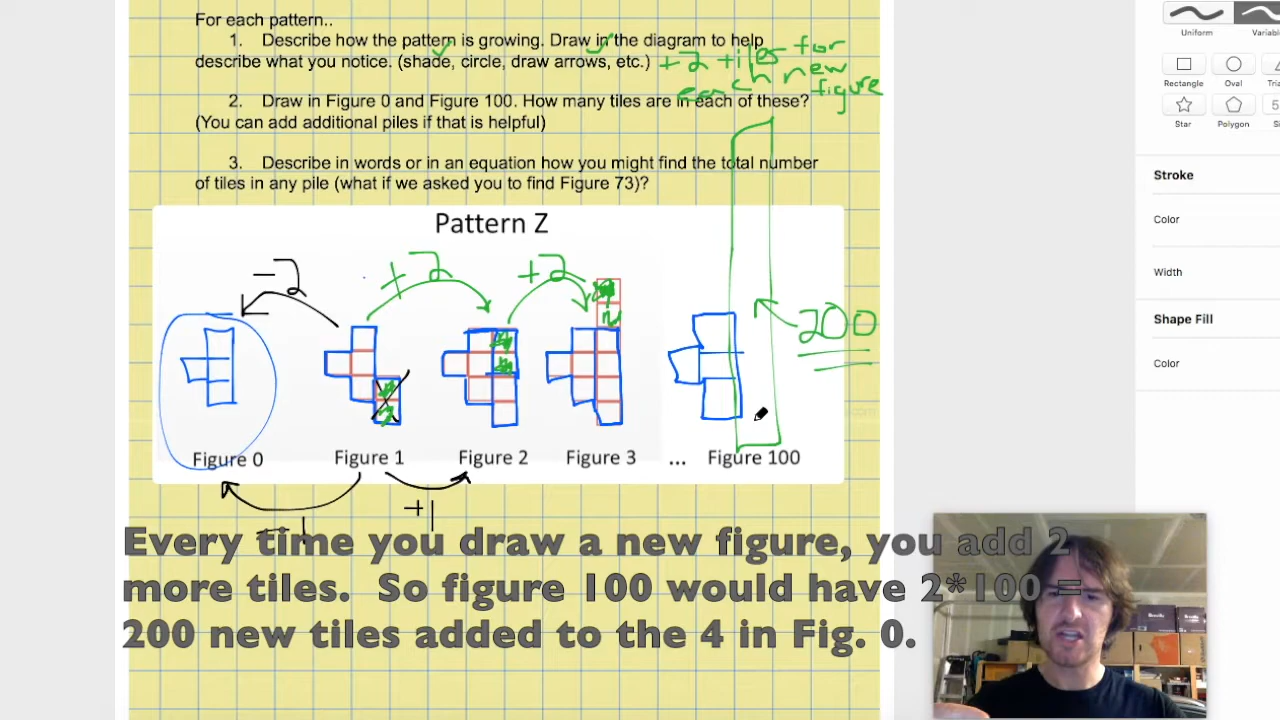 For each pattern..
1. Describe how the pattern is growing. Draw in the diagram to help
describe what you notice. (shade, circle, draw arrows, etc.)
+2 tiles for
each new
figure
2. Draw in Figure 0 and Figure 100. How many tiles are in each of these?
(You can add additional piles if that is helpful)
3. Describe in words or in an equation how you might find the total number
of tiles in any pile (what if we asked you to find Figure 73)?
Pattern Z
-2 +2 +2
200
Figure 0 Figure 1 Figure 2 Figure 3 ... Figure 100
-1 +1
Every time you draw a new figure, you add 2
more tiles. So figure 100 would have 2*100 =
200 new tiles added to the 4 in Fig. 0.
Uniform
Rectangle Oval
Star Polygon
Stroke
Color
Width
Shape Fill
Color